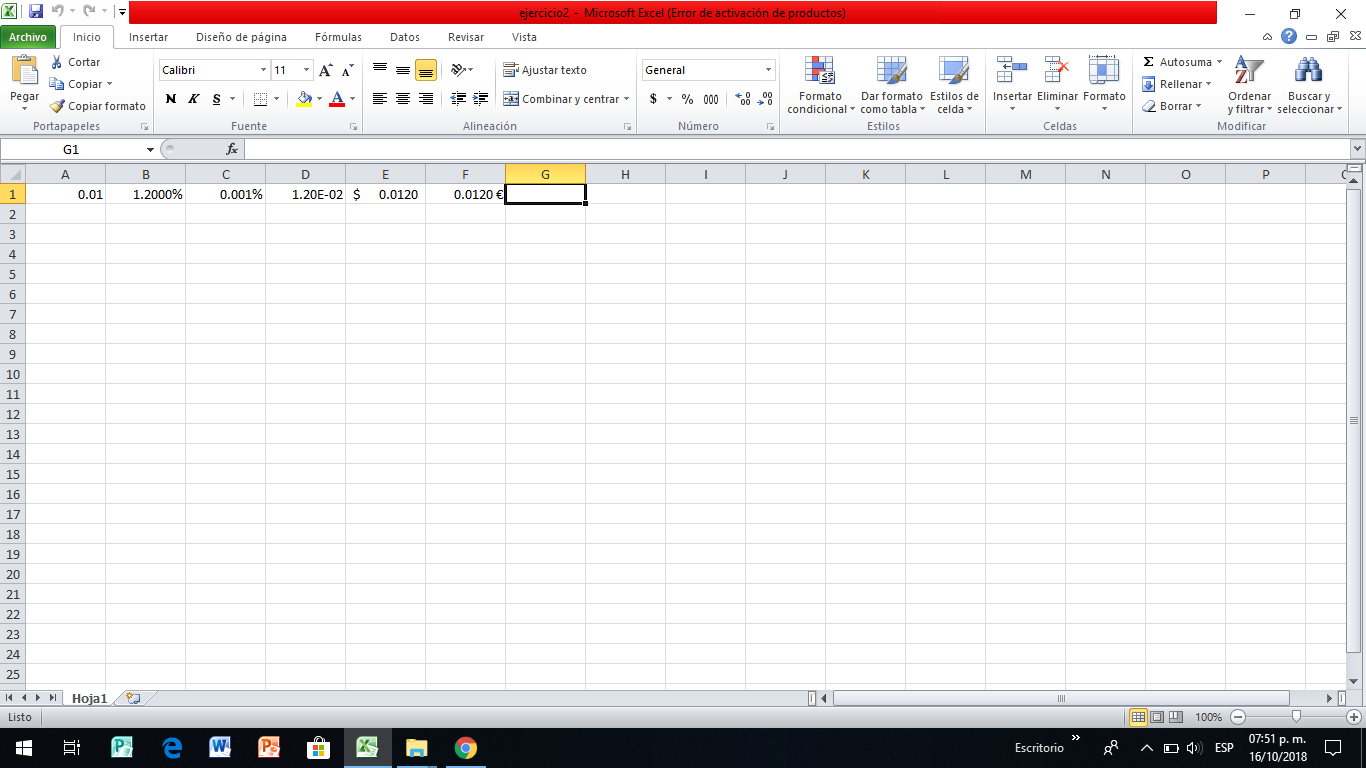 ejercicio2 - Microsoft Excel (Error de activación de productos)
Archivo Inicio Insertar Diseño de página Fórmulas Datos Revisar Vista
Pegar
Cortar
Copiar
Copiar formato
Portapapeles
Calibri 11
N K S
A A
A
Fuente
Ajustar texto
Combinar y centrar
Alineación
General
$ % 000
,0 ,00
,00 ,0
Número
Formato condicional
Dar formato como tabla
Estilos de celda
Estilos
Insertar Eliminar Formato
Celdas
Σ Autosuma
Rellenar
Borrar
Ordenar y filtrar
Buscar y seleccionar
Modificar
G1 fx
A B C D E F G H I J K L M N O P
1 0.01 1.2000% 0.001% 1.20E-02 $ 0.0120 0.0120 €
2
3
4
5
6
7
8
9
10
11
12
13
14
15
16
17
18
19
20
21
22
23
24
25
Hoja1
Listo 100%
Escritorio » ESP 07:51 p. m.
16/10/2018